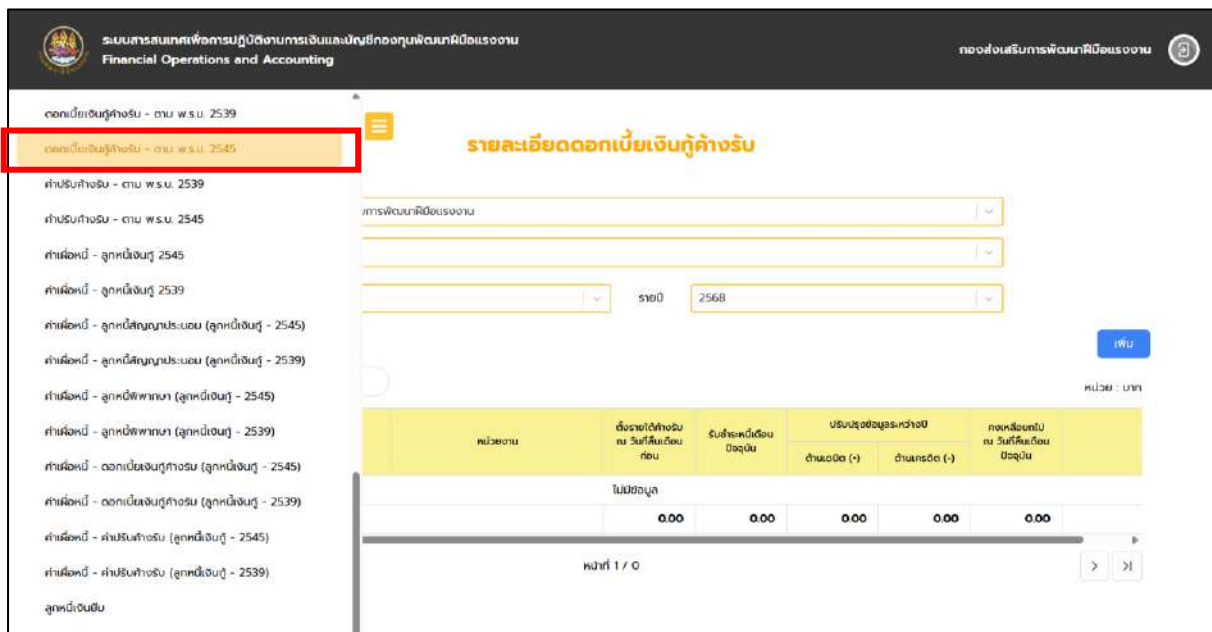 ระบบสารสนเทศเพื่อการปฏิบัติงานการเงินและบัญชีกองทุนพัฒนาฝีมือแรงงาน
Financial Operations and Accounting
กองส่งเสริมการพัฒนาฝีมือแรงงาน
ดอกเบี้ยเงินกู้ค้างรับ - ตาม พ.ร.บ. 2539
ดอกเบี้ยเงินกู้ค้างรับ - ตาม พ.ร.บ. 2545
ค่าปรับค้างรับ - ตาม พ.ร.บ. 2539
ค่าปรับค้างรับ - ตาม พ.ร.บ. 2545
ค่าเผื่อหนี้ - ลูกหนี้เงินกู้ 2545
ค่าเผื่อหนี้ - ลูกหนี้เงินกู้ 2539
ค่าเผื่อหนี้ - ลูกหนี้สัญญาประนอม (ลูกหนี้เงินกู้ - 2545)
ค่าเผื่อหนี้ - ลูกหนี้สัญญาประนอม (ลูกหนี้เงินกู้ - 2539)
ค่าเผื่อหนี้ - ลูกหนี้พิพากษา (ลูกหนี้เงินกู้ - 2545)
ค่าเผื่อหนี้ - ลูกหนี้พิพากษา (ลูกหนี้เงินกู้ - 2539)
ค่าเผื่อหนี้ - ดอกเบี้ยเงินกู้ค้างรับ (ลูกหนี้เงินกู้ - 2545)
ค่าเผื่อหนี้ - ดอกเบี้ยเงินกู้ค้างรับ (ลูกหนี้เงินกู้ - 2539)
ค่าเผื่อหนี้ - ค่าปรับค้างรับ (ลูกหนี้เงินกู้ - 2545)
ค่าเผื่อหนี้ - ค่าปรับค้างรับ (ลูกหนี้เงินกู้ - 2539)
ลูกหนี้เงินยืม
รายละเอียดดอกเบี้ยเงินกู้ค้างรับ
การพัฒนาฝีมือแรงงาน
รายปี 2568
เพิ่ม
หน่วย : บาท
หน่วยงาน
ตั้งรายได้ค้างรับ
ณ วันที่สิ้นเดือน
ก่อน
รับชำระหนี้เดือน
ปัจจุบัน
ปรับปรุงข้อมูลระหว่างปี
ด้านเดบิต (+) ด้านเครดิต (-)
คงเหลือยกไป
ณ วันที่สิ้นเดือน
ปัจจุบัน
ไม่มีข้อมูล
0.00 0.00 0.00 0.00 0.00
หน้าที่ 1 / 0